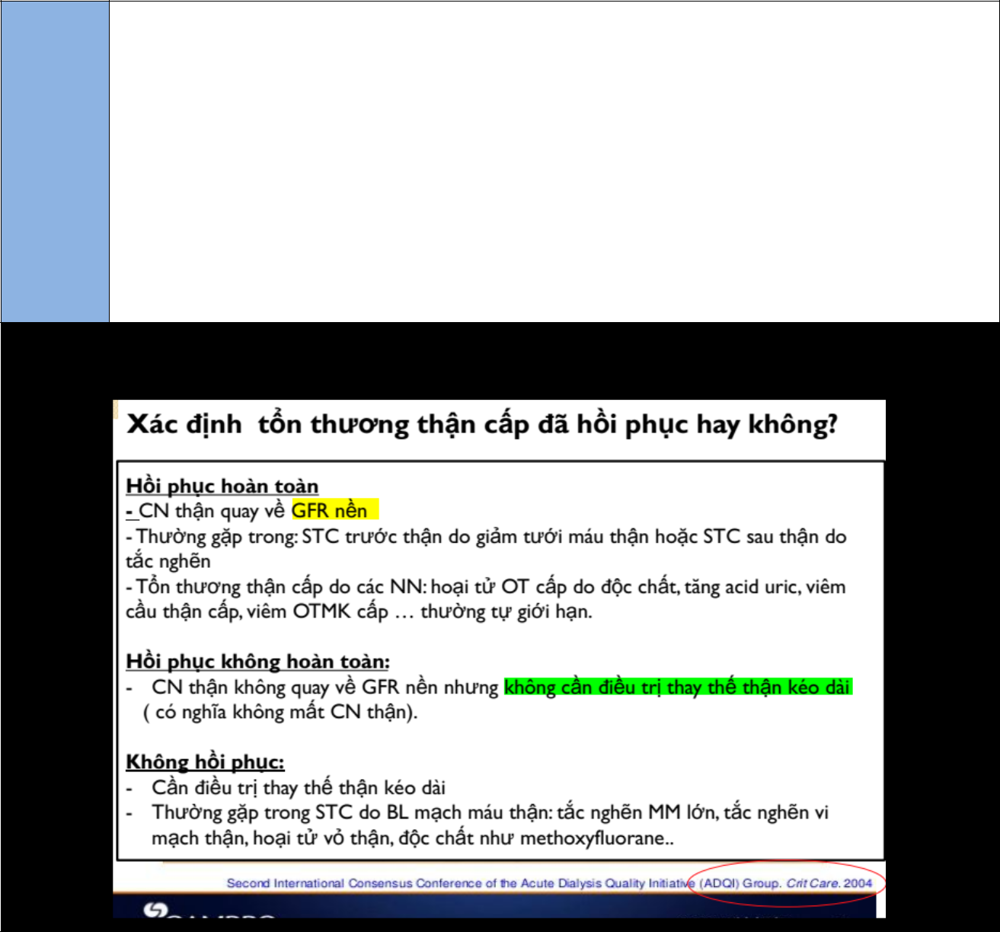 Xác định tổn thương thận cấp đã hồi phục hay không?
Hồi phục hoàn toàn
- CN thận quay về GFR nền
- Thường gặp trong: STC trước thận do giảm tưới máu thận hoặc STC sau thận do
tắc nghẽn
- Tổn thương thận cấp do các NN: hoại tử OT cấp do độc chất, tăng acid uric, viêm
cầu thận cấp, viêm OTMK cấp … thường tự giới hạn.
Hồi phục không hoàn toàn:
- CN thận không quay về GFR nền nhưng không cần điều trị thay thế thận kéo dài
( có nghĩa không mất CN thận).
Không hồi phục:
- Cần điều trị thay thế thận kéo dài
- Thường gặp trong STC do BL mạch máu thận: tắc nghẽn MM lớn, tắc nghẽn vi
mạch thận, hoại tử vỏ thận, độc chất như methoxyfluorane..
Second International Consensus Conference of the Acute Dialysis Quality Initiative (ADQI) Group. Crit Care. 2004